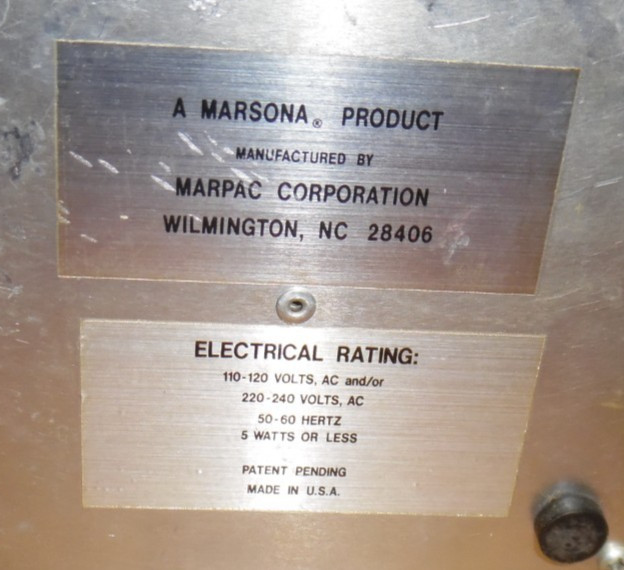 A MARSONA® PRODUCT
MANUFACTURED BY
MARPAC CORPORATION
WILMINGTON, NC 28406
ELECTRICAL RATING:
110-120 VOLTS, AC and/or
220-240 VOLTS, AC
50-60 HERTZ
5 WATTS OR LESS
PATENT PENDING
MADE IN U.S.A.